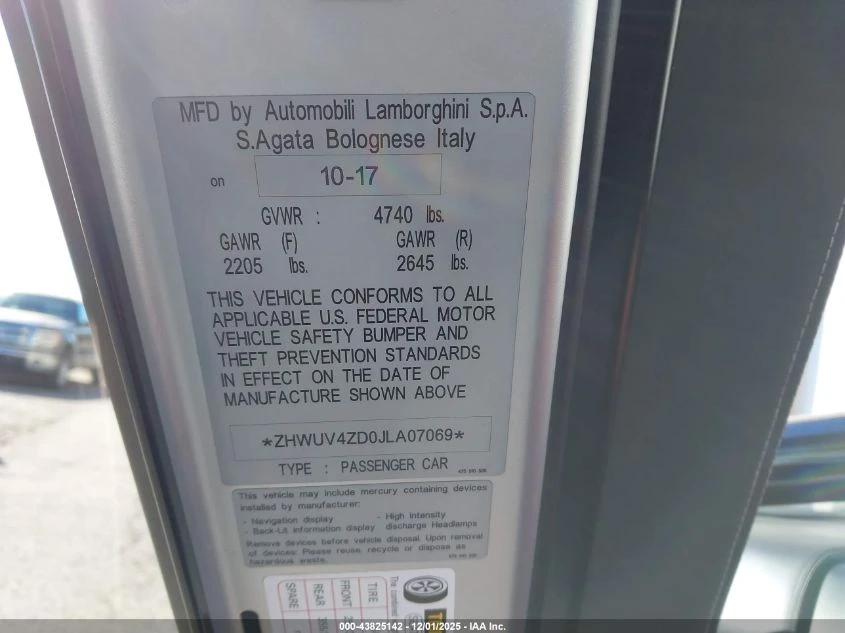 MFD by Automobili Lamborghini S.p.A.
S.Agata Bolognese Italy
on 10-17
GVWR : 4740 lbs.
GAWR (F) GAWR (R)
2205 lbs. 2645 lbs.
THIS VEHICLE CONFORMS TO ALL
APPLICABLE U.S. FEDERAL MOTOR
VEHICLE SAFETY BUMPER AND
THEFT PREVENTION STANDARDS
IN EFFECT ON THE DATE OF
MANUFACTURE SHOWN ABOVE
*ZHWUV4ZD0JLA07069*
TYPE : PASSENGER CAR
This vehicle may include mercury containing devices
installed by manufacturer:
- Navigation display - High Intensity
- Back-Lit information display discharge Headlamps
Remove devices before vehicle disposal. Upon removal
of devices: Please reuse, recycle or dispose as
hazardous waste.
The combined
TIRE
FRONT
REAR
SPARE
000-43825142 - 12/01/2025 - IAA Inc.